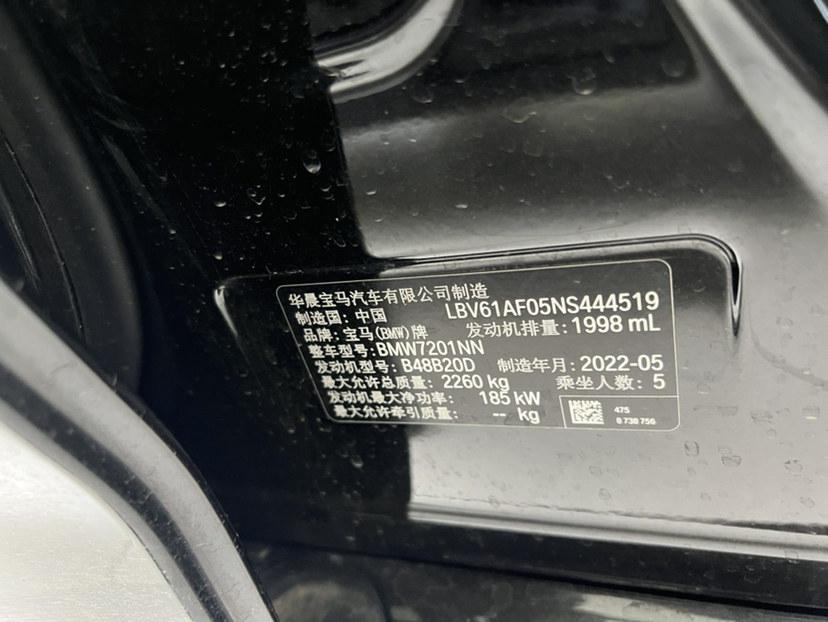 华晨宝马汽车有限公司制造
制造国：中国 LBV61AF05NS444519
品牌：宝马(BMW)牌 发动机排量：1998 mL
整车型号：BMW7201NN
发动机型号：B48B20D 制造年月：2022-05
最大允许总质量：2260 kg 乘坐人数：5
发动机最大净功率： 185 kW
最大允许牵引质量： -- kg
475
8 738 756